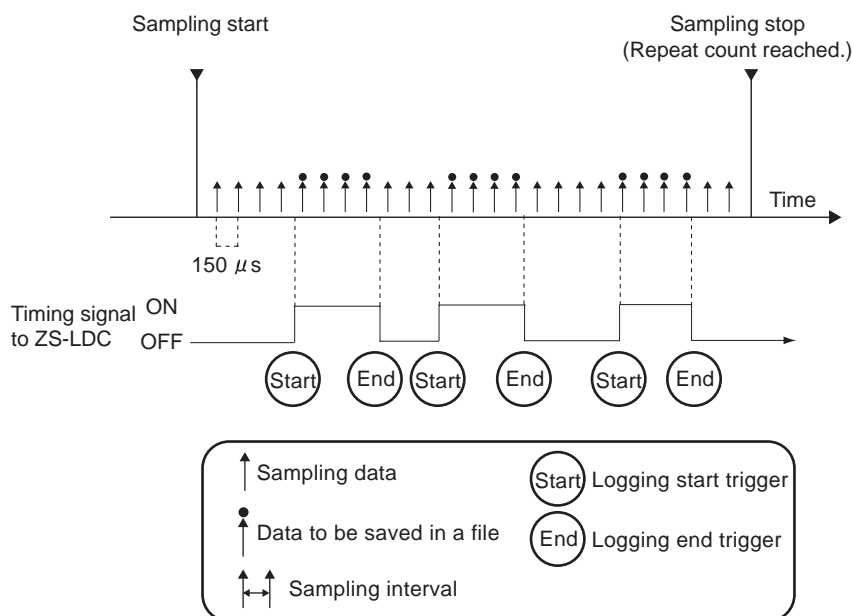 Sampling start
Sampling stop
(Repeat count reached.)
Time
150 μs
Timing signal
to ZS-LDC
ON
OFF
Start
End
Start
End
Start
End
Sampling data
Start Logging start trigger
Data to be saved in a file
End Logging end trigger
Sampling interval